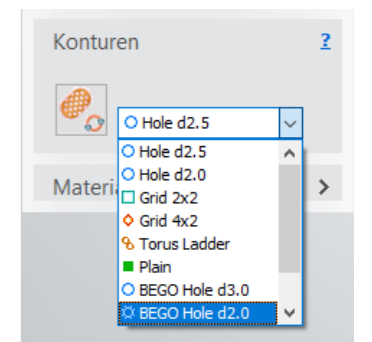 Konturen ?
Hole d2.5
Hole d2.5
Hole d2.0
Grid 2x2
Grid 4x2
Torus Ladder
Plain
BEGO Hole d3.0
BEGO Hole d2.0
Materi